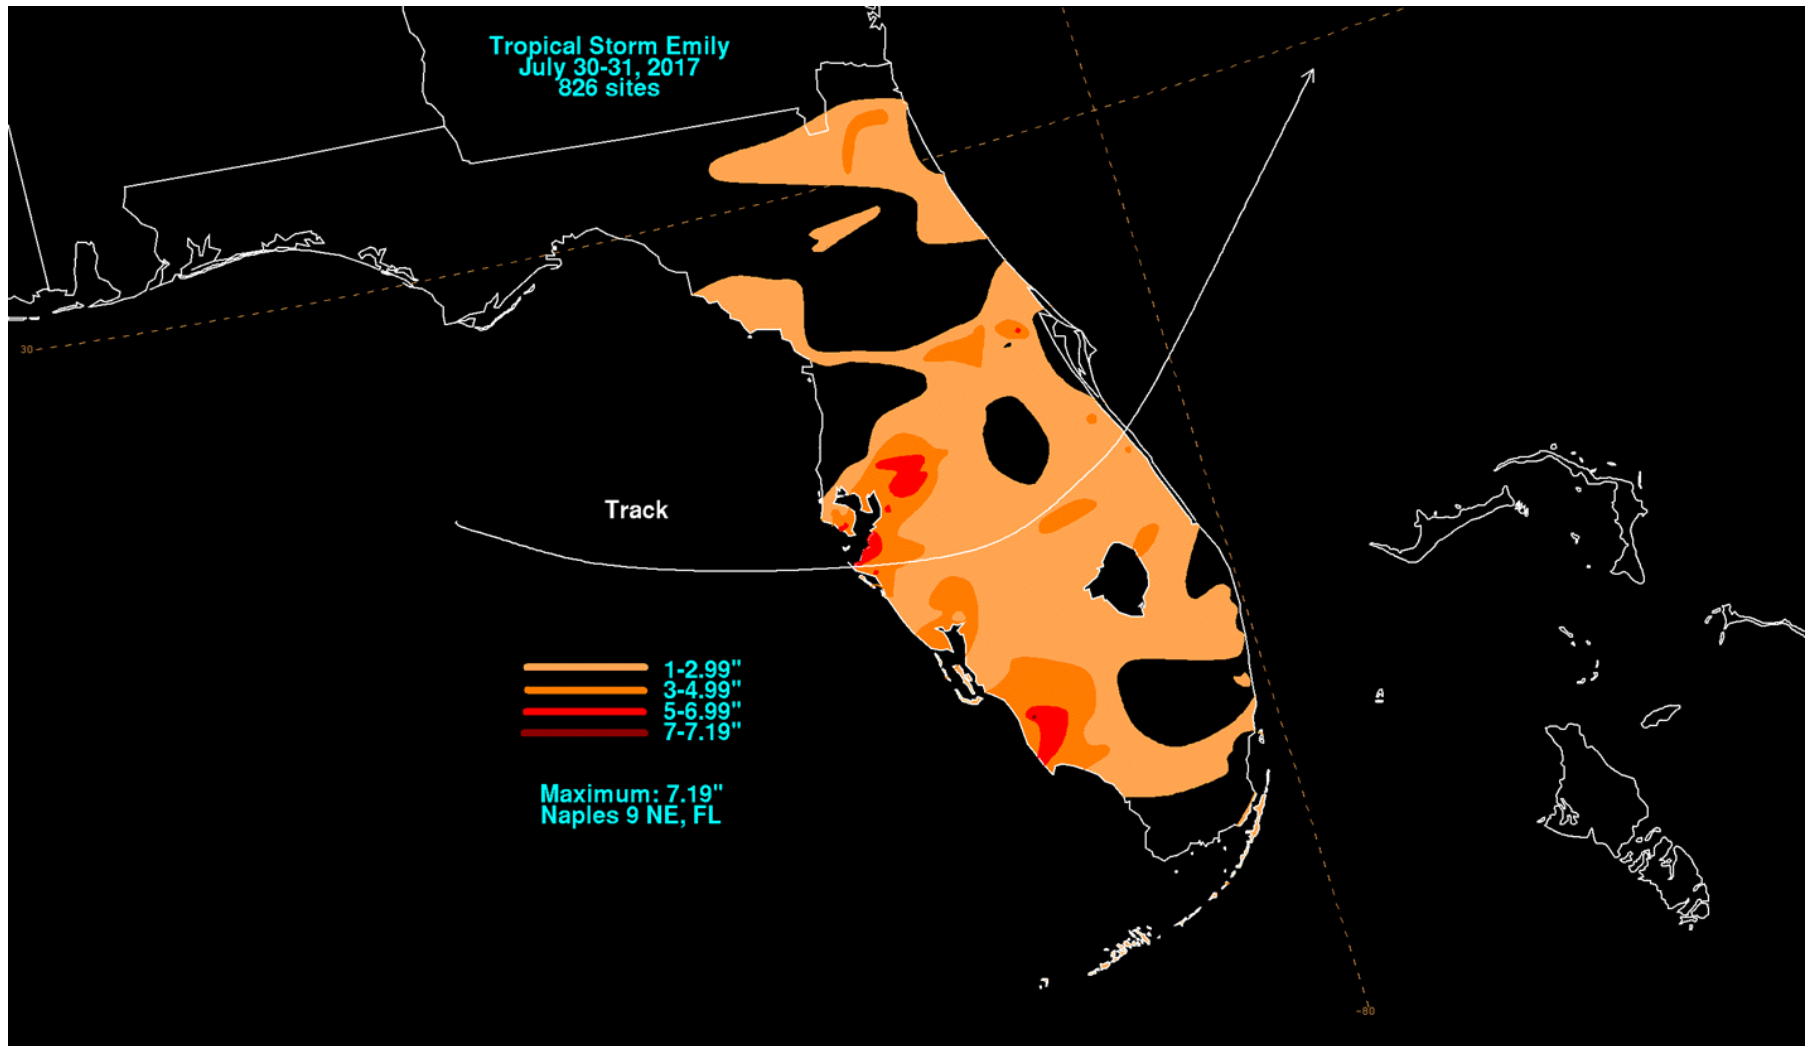 Tropical Storm Emily
July 30-31, 2017
826 sites
30
Track
1-2.99"
3-4.99"
5-6.99"
7-7.19"
Maximum: 7.19"
Naples 9 NE, FL
-80